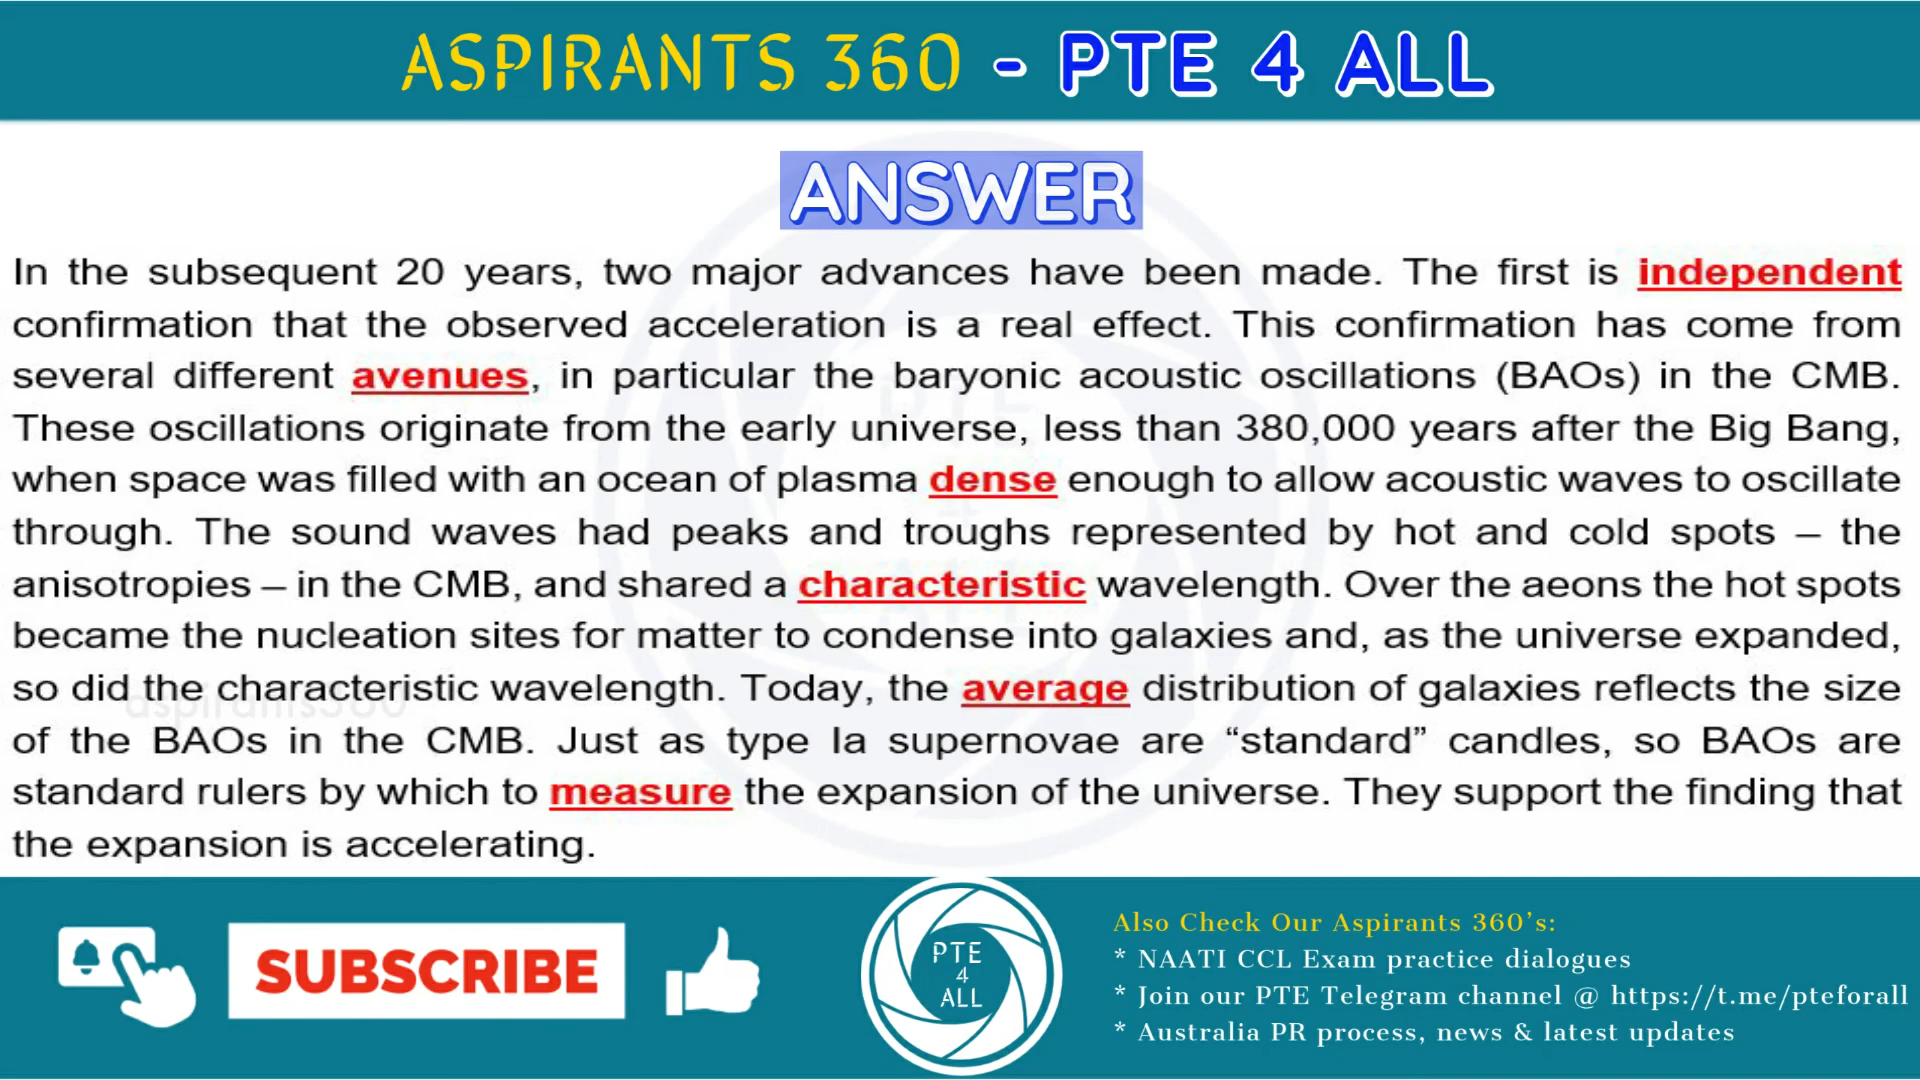 ASPIRANTS 360 - PTE 4 ALL
ANSWER
In the subsequent 20 years, two major advances have been made. The first is independent
confirmation that the observed acceleration is a real effect. This confirmation has come from
several different avenues, in particular the baryonic acoustic oscillations (BAOs) in the CMB.
These oscillations originate from the early universe, less than 380,000 years after the Big Bang,
when space was filled with an ocean of plasma dense enough to allow acoustic waves to oscillate
through. The sound waves had peaks and troughs represented by hot and cold spots – the
anisotropies – in the CMB, and shared a characteristic wavelength. Over the aeons the hot spots
became the nucleation sites for matter to condense into galaxies and, as the universe expanded,
so did the characteristic wavelength. Today, the average distribution of galaxies reflects the size
of the BAOs in the CMB. Just as type Ia supernovae are “standard” candles, so BAOs are
standard rulers by which to measure the expansion of the universe. They support the finding that
the expansion is accelerating.
aspirants360
SUBSCRIBE
PTE
4
ALL
Also Check Our Aspirants 360's:
* NAATI CCL Exam practice dialogues
* Join our PTE Telegram channel @ https://t.me/pteforall
* Australia PR process, news & latest updates